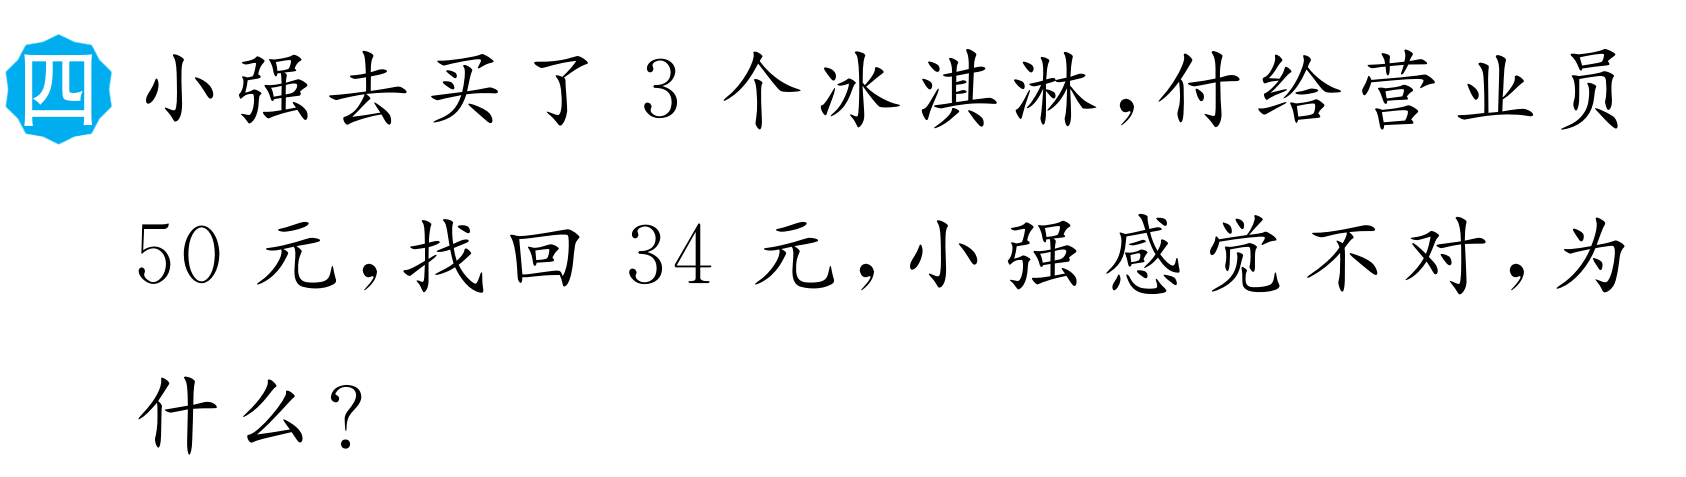 四 小强去买了 3 个冰淇淋,付给营业员
50 元,找回 34 元,小强感觉不对,为
什么?